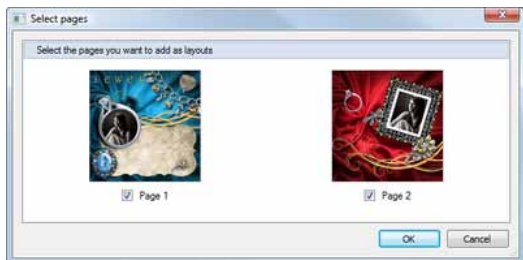 Select pages
Select the pages you want to add as layouts
Page 1
Page 2
OK
Cancel